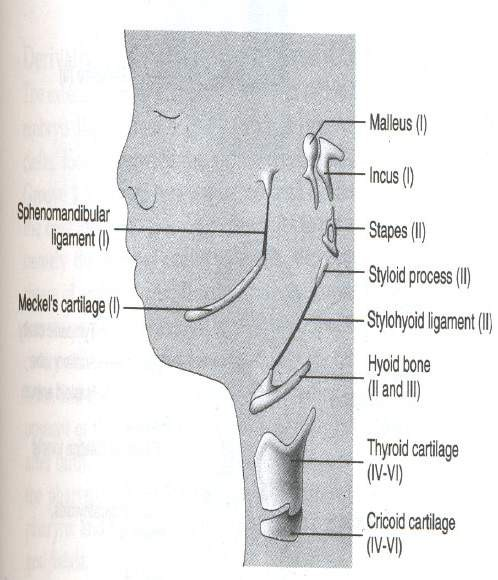 Malleus (I)
Incus (I)
Sphenomandibular
ligament (I)
Stapes (II)
Styloid process (II)
Meckel's cartilage (I)
Stylohyoid ligament (II)
Hyoid bone
(II and III)
Thyroid cartilage
(IV-VI)
Cricoid cartilage
(IV-VI)